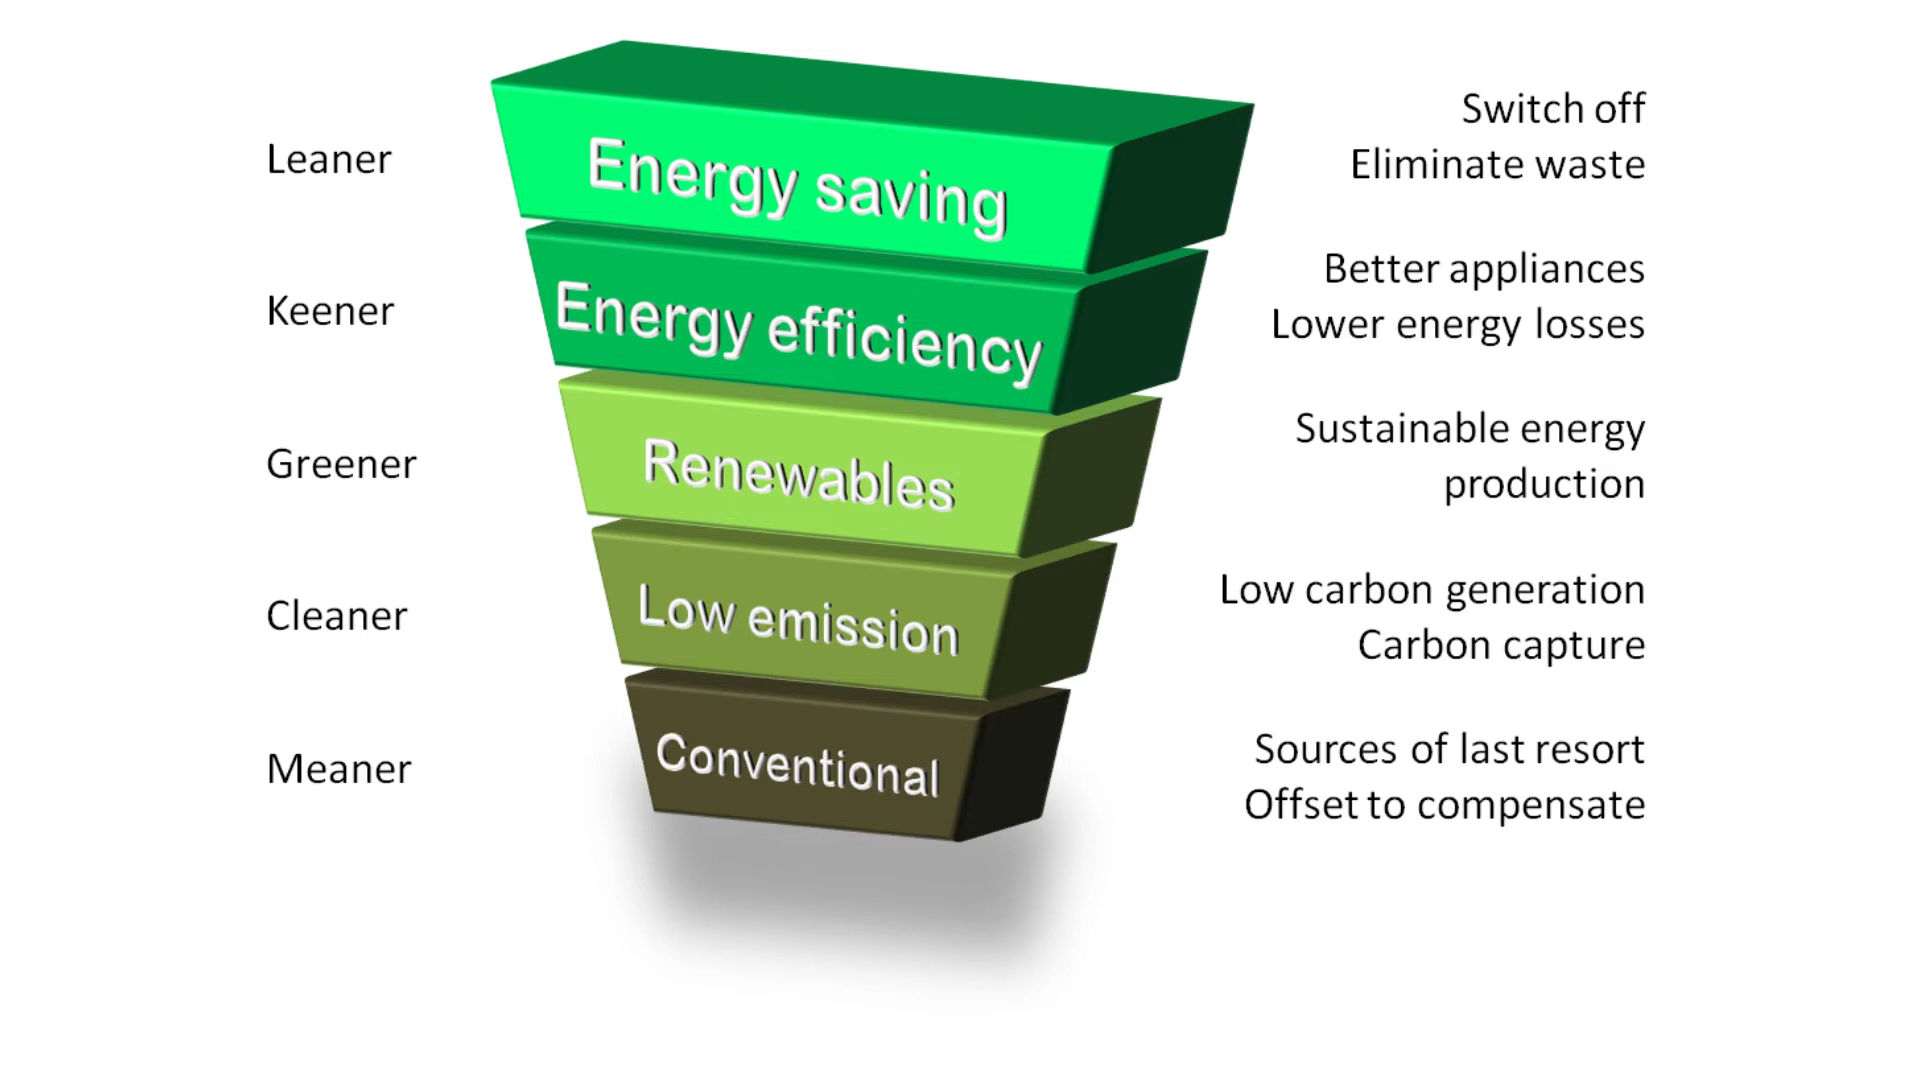 Leaner
Energy saving
Switch off
Eliminate waste
Keener
Energy efficiency
Better appliances
Lower energy losses
Greener
Renewables
Sustainable energy
production
Cleaner
Low emission
Low carbon generation
Carbon capture
Meaner
Conventional
Sources of last resort
Offset to compensate